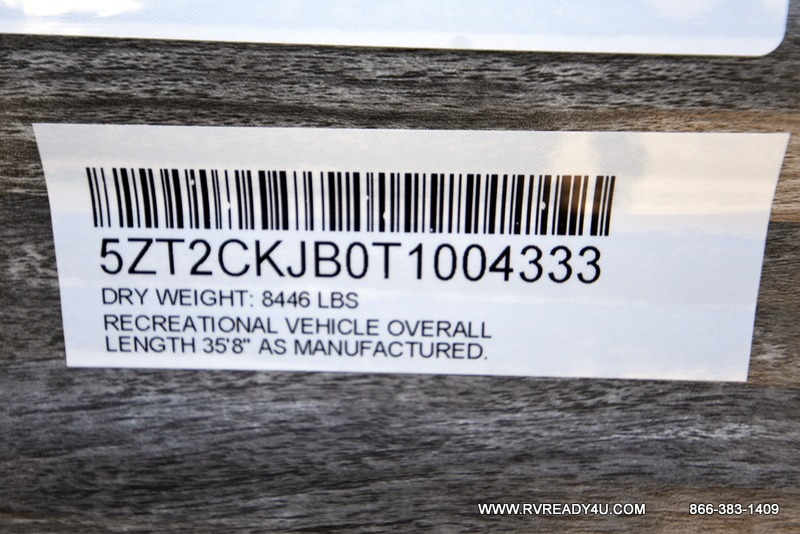 5ZT2CKJB0T1004333
DRY WEIGHT: 8446 LBS
RECREATIONAL VEHICLE OVERALL
LENGTH 35'8" AS MANUFACTURED.
WWW.RVREADY4U.COM 866-383-1409